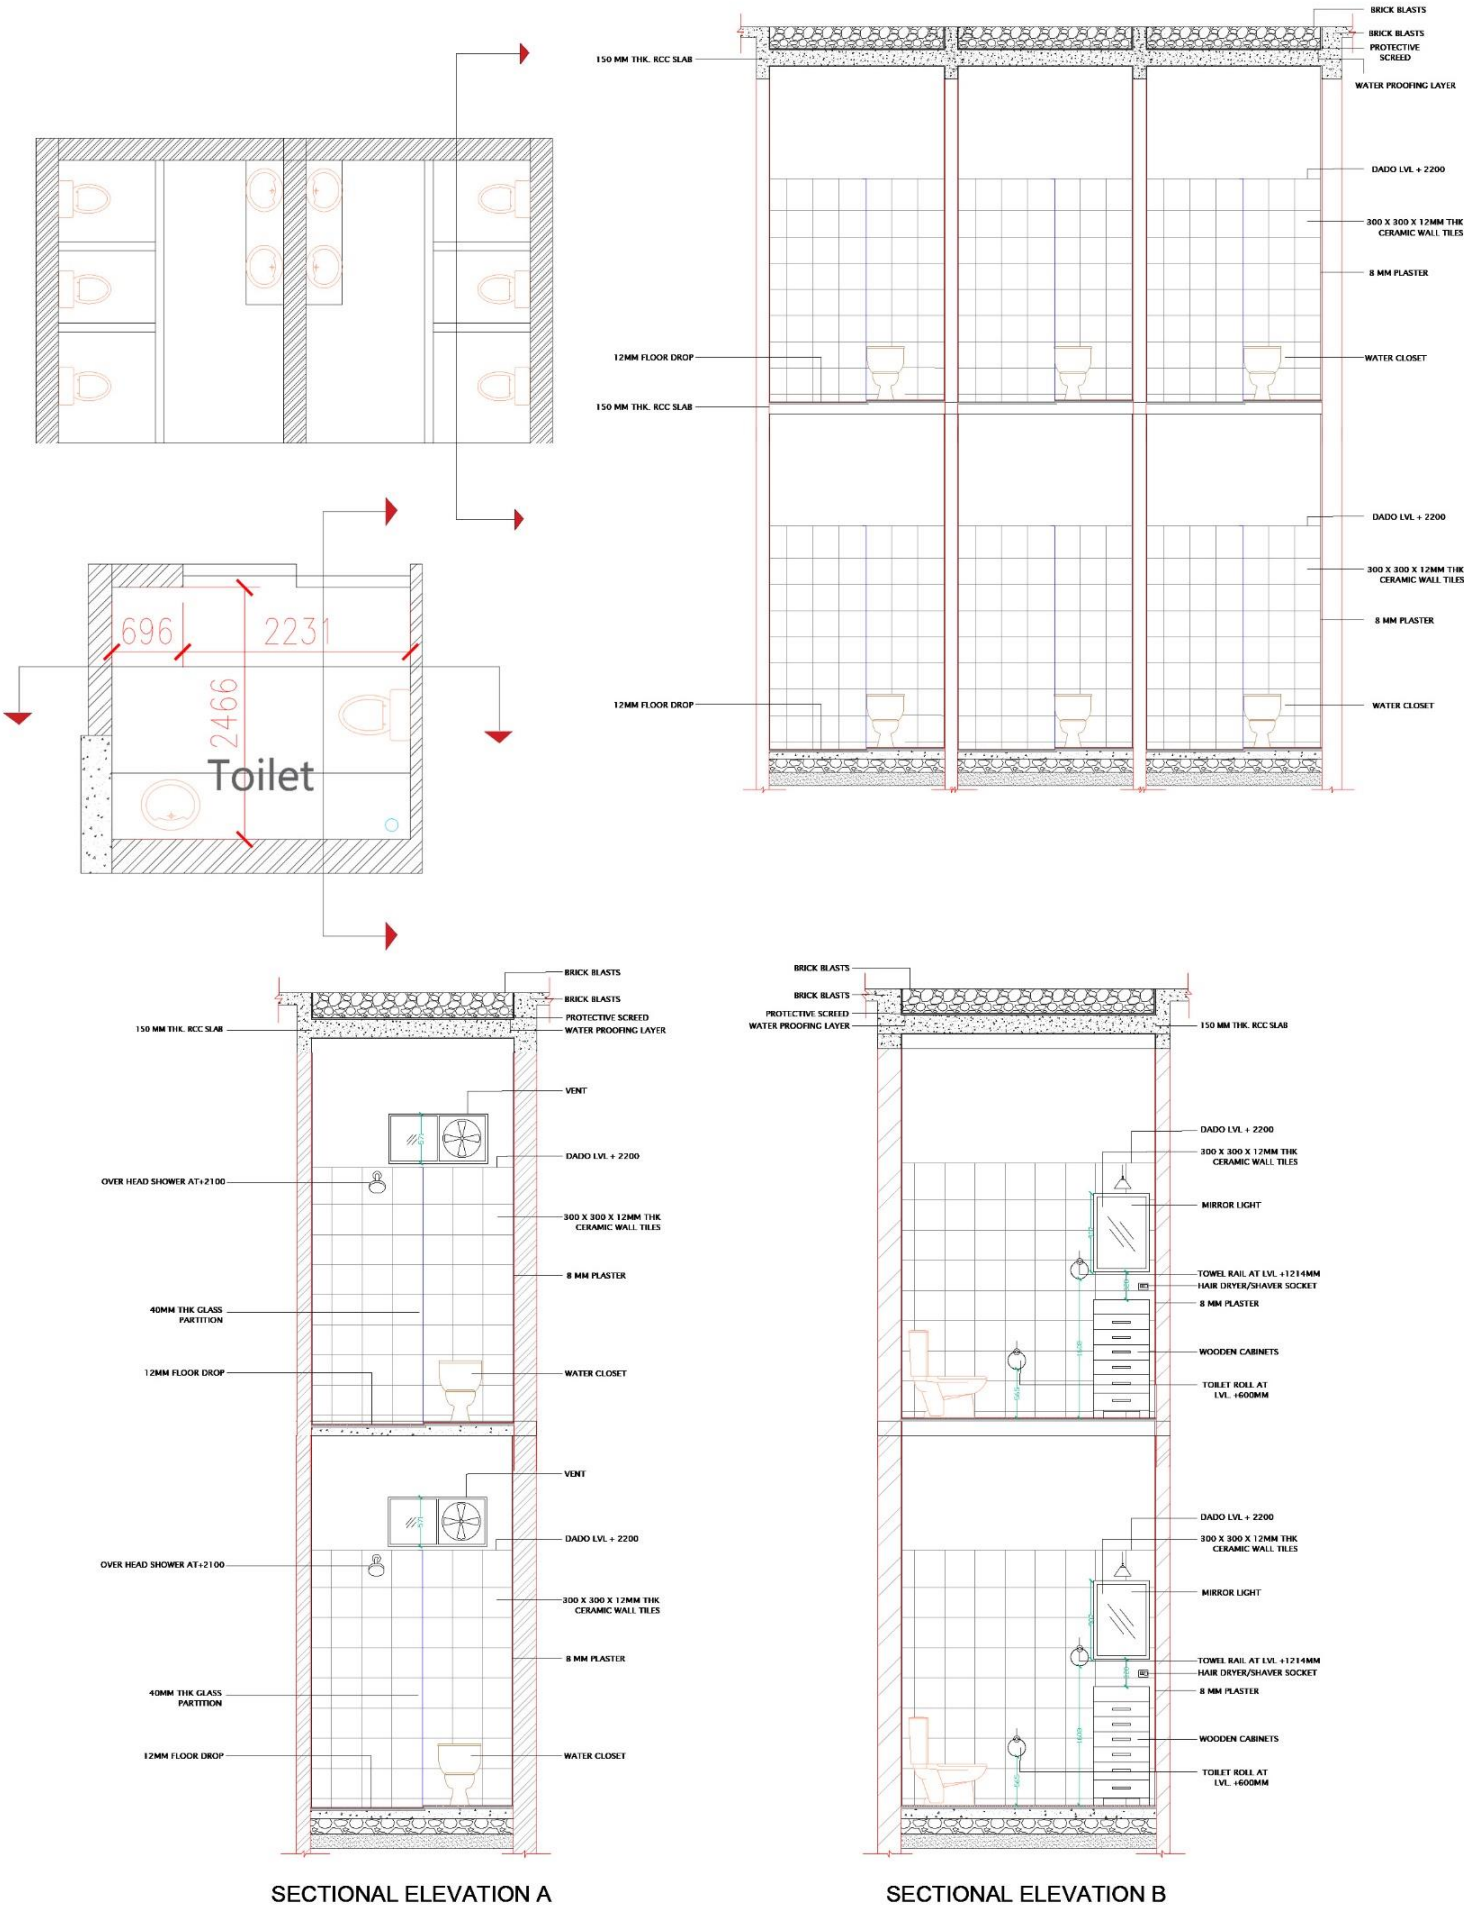 BRICK BLASTS
BRICK BLASTS
PROTECTIVE
SCREED
150 MM THK. RCC SLAB
WATER PROOFING LAYER
DADO LVL + 2200
300 X 300 X 12MM THK
CERAMIC WALL TILES
8 MM PLASTER
12MM FLOOR DROP
WATER CLOSET
150 MM THK. RCC SLAB
DADO LVL + 2200
300 X 300 X 12MM THK
CERAMIC WALL TILES
8 MM PLASTER
12MM FLOOR DROP
WATER CLOSET
696
2231
2466
Toilet
BRICK BLASTS
BRICK BLASTS
PROTECTIVE SCREED
150 MM THK. RCC SLAB
WATER PROOFING LAYER
VENT
571
DADO LVL + 2200
OVER HEAD SHOWER AT+2100
300 X 300 X 12MM THK
CERAMIC WALL TILES
8 MM PLASTER
40MM THK GLASS
PARTITION
12MM FLOOR DROP
WATER CLOSET
VENT
571
DADO LVL + 2200
OVER HEAD SHOWER AT+2100
300 X 300 X 12MM THK
CERAMIC WALL TILES
8 MM PLASTER
40MM THK GLASS
PARTITION
12MM FLOOR DROP
WATER CLOSET
SECTIONAL ELEVATION A
BRICK BLASTS
BRICK BLASTS
PROTECTIVE SCREED
WATER PROOFING LAYER
150 MM THK. RCC SLAB
DADO LVL + 2200
300 X 300 X 12MM THK
CERAMIC WALL TILES
MIRROR LIGHT
TOWEL RAIL AT LVL +1214MM
HAIR DRYER/SHAVER SOCKET
8 MM PLASTER
WOODEN CABINETS
TOILET ROLL AT
LVL. +600MM
DADO LVL + 2200
300 X 300 X 12MM THK
CERAMIC WALL TILES
MIRROR LIGHT
TOWEL RAIL AT LVL +1214MM
HAIR DRYER/SHAVER SOCKET
8 MM PLASTER
WOODEN CABINETS
TOILET ROLL AT
LVL. +600MM
SECTIONAL ELEVATION B